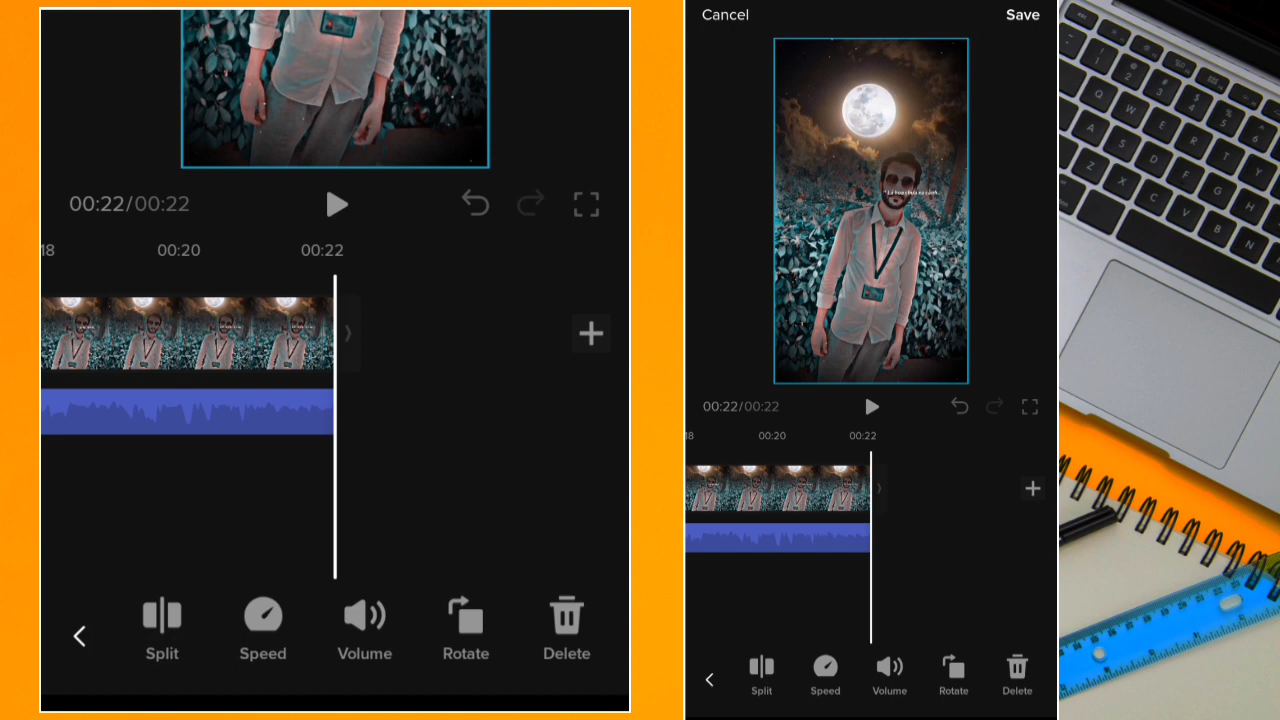 00:22/00:22
18
00:20
00:22
Split
Speed
Volume
Rotate
Delete
Cancel
Save
00:22/00:22
18
00:20
00:22
Split
Speed
Volume
Rotate
Delete
esc
Q
W
E
R
T
Y
A
S
D
F
G
H
Z
X
C
V
B
N